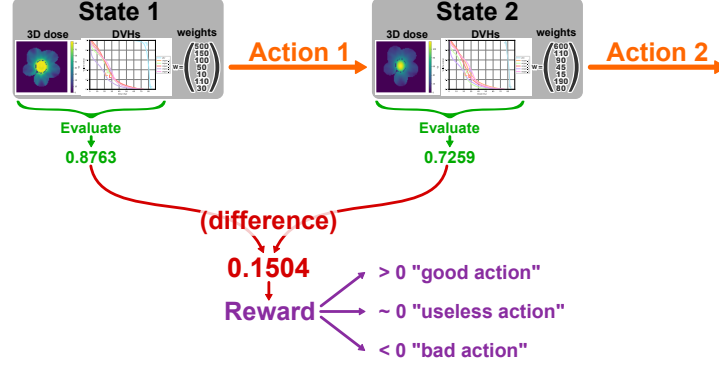 State 1
State 2
3D dose
DVHs
weights
3D dose
DVHs
weights
w =
500
150
100
50
10
110
30
Action 1
w =
600
110
90
45
15
190
80
Action 2
Evaluate
0.8763
Evaluate
0.7259
(difference)
0.1504
Reward
> 0 "good action"
~ 0 "useless action"
< 0 "bad action"